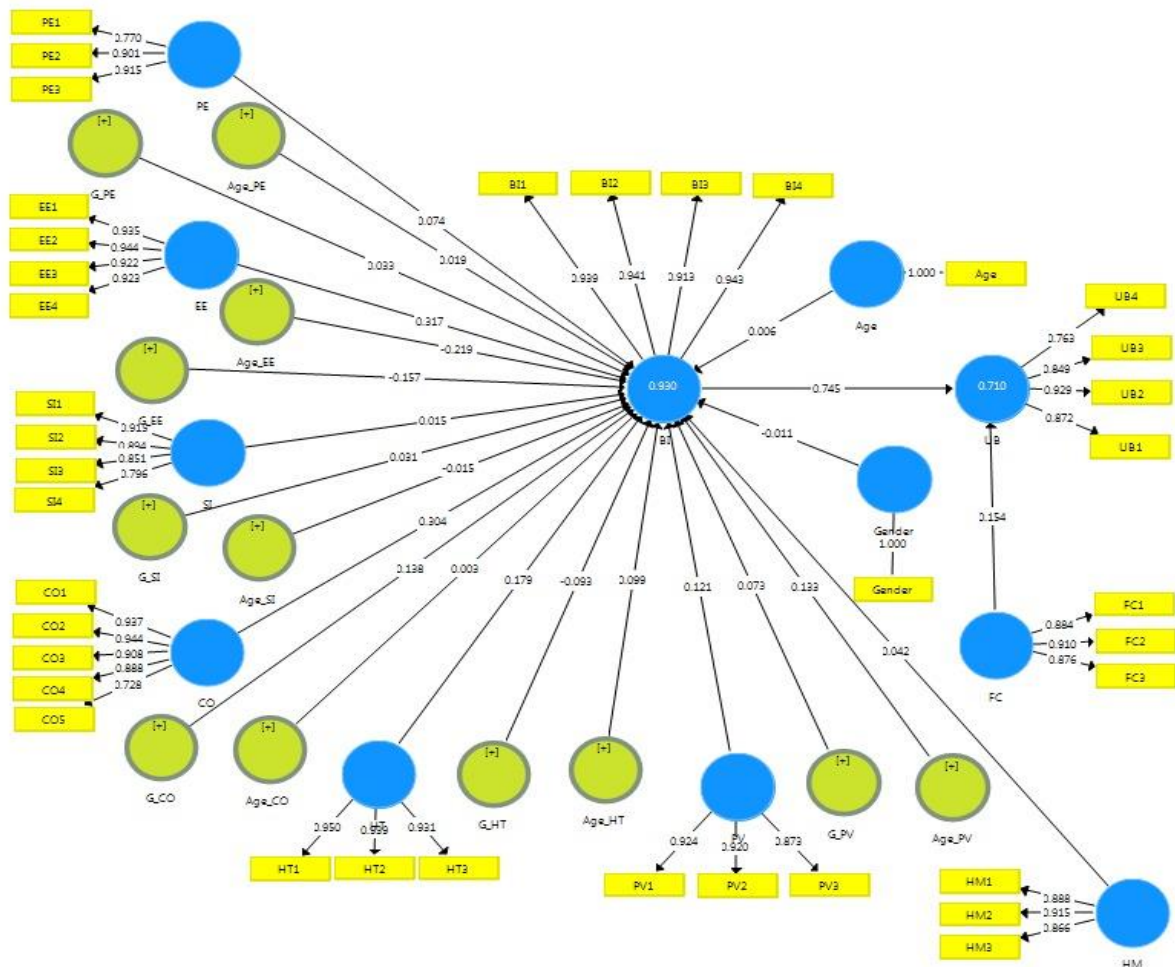 PE1
0.770
PE2
0.901
PE3
0.915
PE
[+]
G_PE
[+]
Age_PE
0.074
0.019
0.033
EE1
0.935
EE2
0.944
EE3
0.922
EE4
0.923
EE
[+]
Age_EE
0.317
-0.219
[+]
G_EE
-0.157
SI1
0.915
SI2
0.894
SI3
0.851
SI4
0.796
SI
0.015
[+]
G_SI
0.031
[+]
Age_SI
-0.015
CO1
0.937
CO2
0.944
CO3
0.908
CO4
0.888
CO5
0.728
CO
0.304
[+]
G_CO
0.138
[+]
Age_CO
0.003
BI1
BI2
BI3
BI4
0.939
0.941
0.913
0.943
0.930
BI
Age
1.000
Age
0.006
0.745
0.710
UB
UB4
0.763
UB3
0.849
UB2
0.929
UB1
0.872
-0.011
Gender
1.000
Gender
0.154
FC
FC1
0.884
FC2
0.910
FC3
0.876
0.179
HT
0.950
0.939
0.931
HT1
HT2
HT3
-0.093
[+]
G_HT
0.099
[+]
Age_HT
0.121
PV
0.924
0.920
0.873
PV1
PV2
PV3
0.073
[+]
G_PV
0.133
[+]
Age_PV
0.042
HM1
0.888
HM2
0.915
HM3
0.866
HM